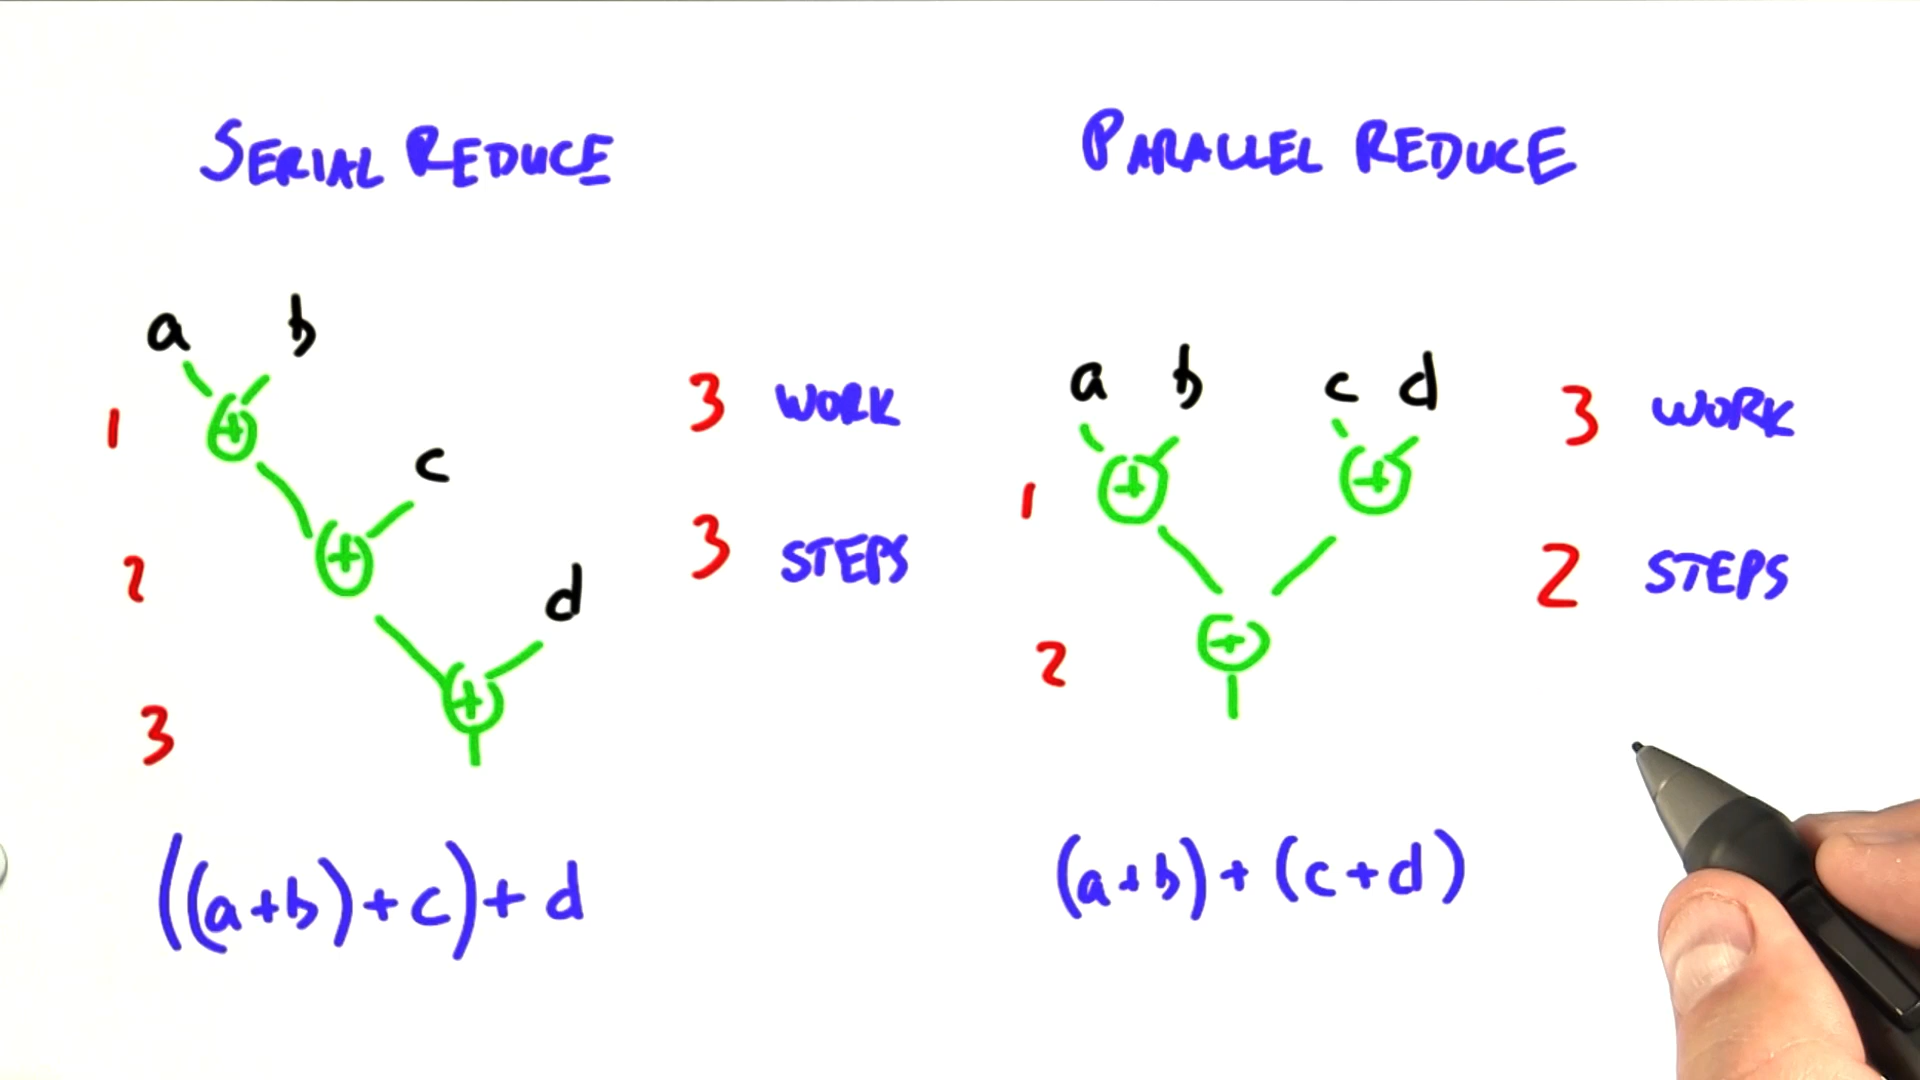 SERIAL REDUCE
a b
1 +
c
2 +
d
3 +
3 WORK
3 STEPS
((a+b)+c)+d
PARALLEL REDUCE
a b c d
1 + +
2 +
3 WORK
2 STEPS
(a+b)+(c+d)